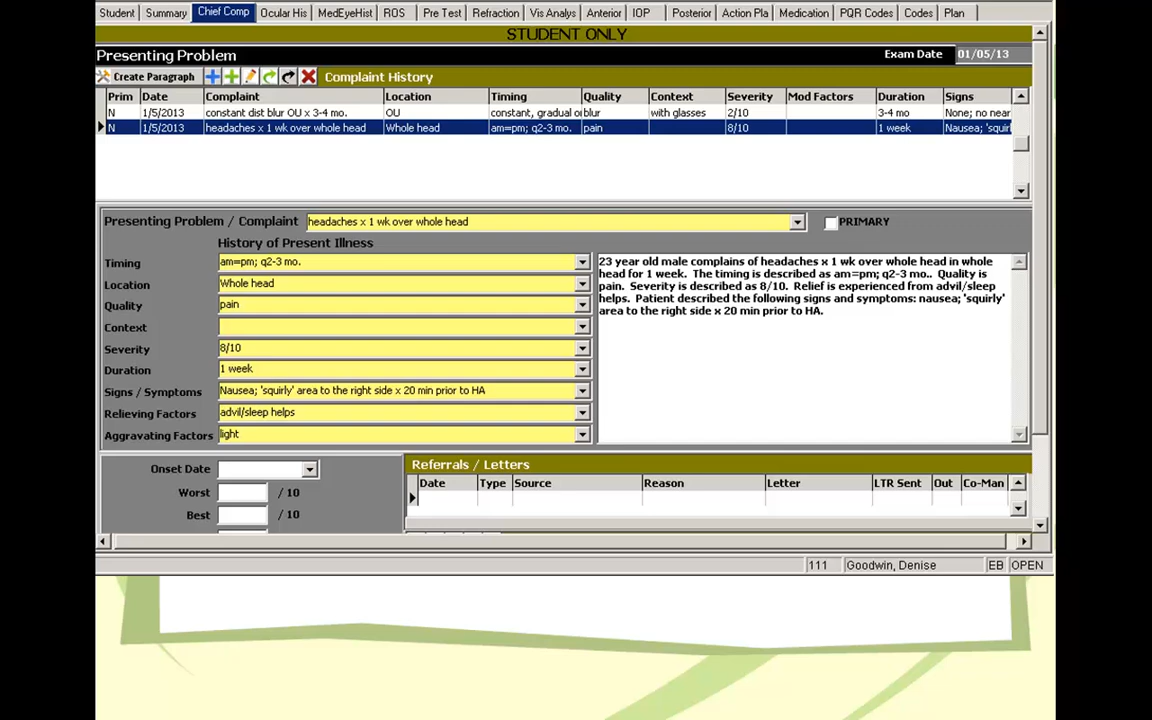 Student Summary Chief Comp Ocular His MedEyeHist ROS Pre Test Refraction Vis Analys Anterior IOP Posterior Action Pla Medication PQR Codes Codes Plan
STUDENT ONLY
Presenting Problem Exam Date 01/05/13
Create Paragraph Complaint History
Prim Date Complaint Location Timing Quality Context Severity Mod Factors Duration Signs
N 1/5/2013 constant dist blur OU x 3-4 mo. OU constant, gradual o blur with glasses 2/10 3-4 mo None; no near
N 1/5/2013 headaches x 1 wk over whole head Whole head am=pm; q2-3 mo. pain 8/10 1 week Nausea; 'squirl
Presenting Problem / Complaint headaches x 1 wk over whole head PRIMARY
History of Present Illness
Timing am=pm; q2-3 mo.
Location Whole head
Quality pain
Context
Severity 8/10
Duration 1 week
Signs / Symptoms Nausea; 'squirly' area to the right side x 20 min prior to HA
Relieving Factors advil/sleep helps
Aggravating Factors light
23 year old male complains of headaches x 1 wk over whole head in whole
head for 1 week. The timing is described as am=pm; q2-3 mo.. Quality is
pain. Severity is described as 8/10. Relief is experienced from advil/sleep
helps. Patient described the following signs and symptoms: nausea; 'squirly'
area to the right side x 20 min prior to HA.
Onset Date
Worst / 10
Best / 10
Referrals / Letters
Date Type Source Reason Letter LTR Sent Out Co-Man
111 Goodwin, Denise EB OPEN